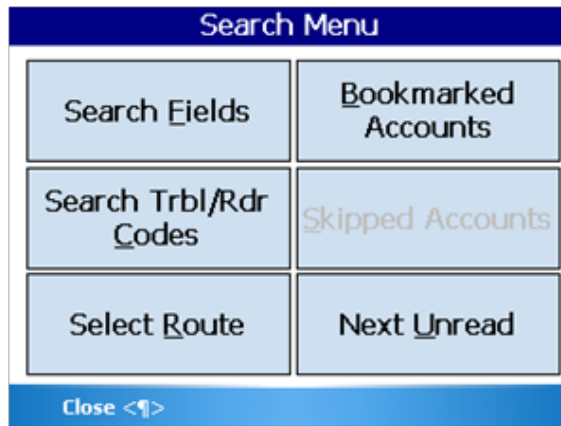 Search Menu
Search Fields
Bookmarked
Accounts
Search Trbl/Rdr
Codes
Skipped Accounts
Select Route
Next Unread
Close <¶>